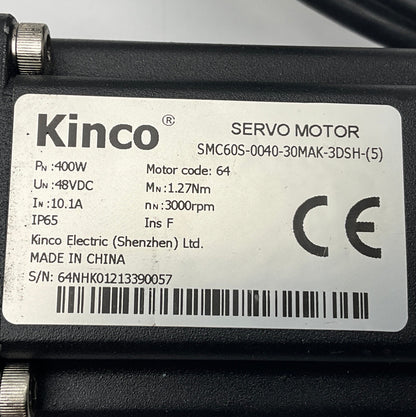 Kinco®
SERVO MOTOR
SMC60S-0040-30MAK-3DSH-(5)
PN :400W
Motor code: 64
UN :48VDC
MN :1.27Nm
IN :10.1A
nN :3000rpm
IP65
Ins F
CE
Kinco Electric (Shenzhen) Ltd.
MADE IN CHINA
S/N: 64NHK01213390057